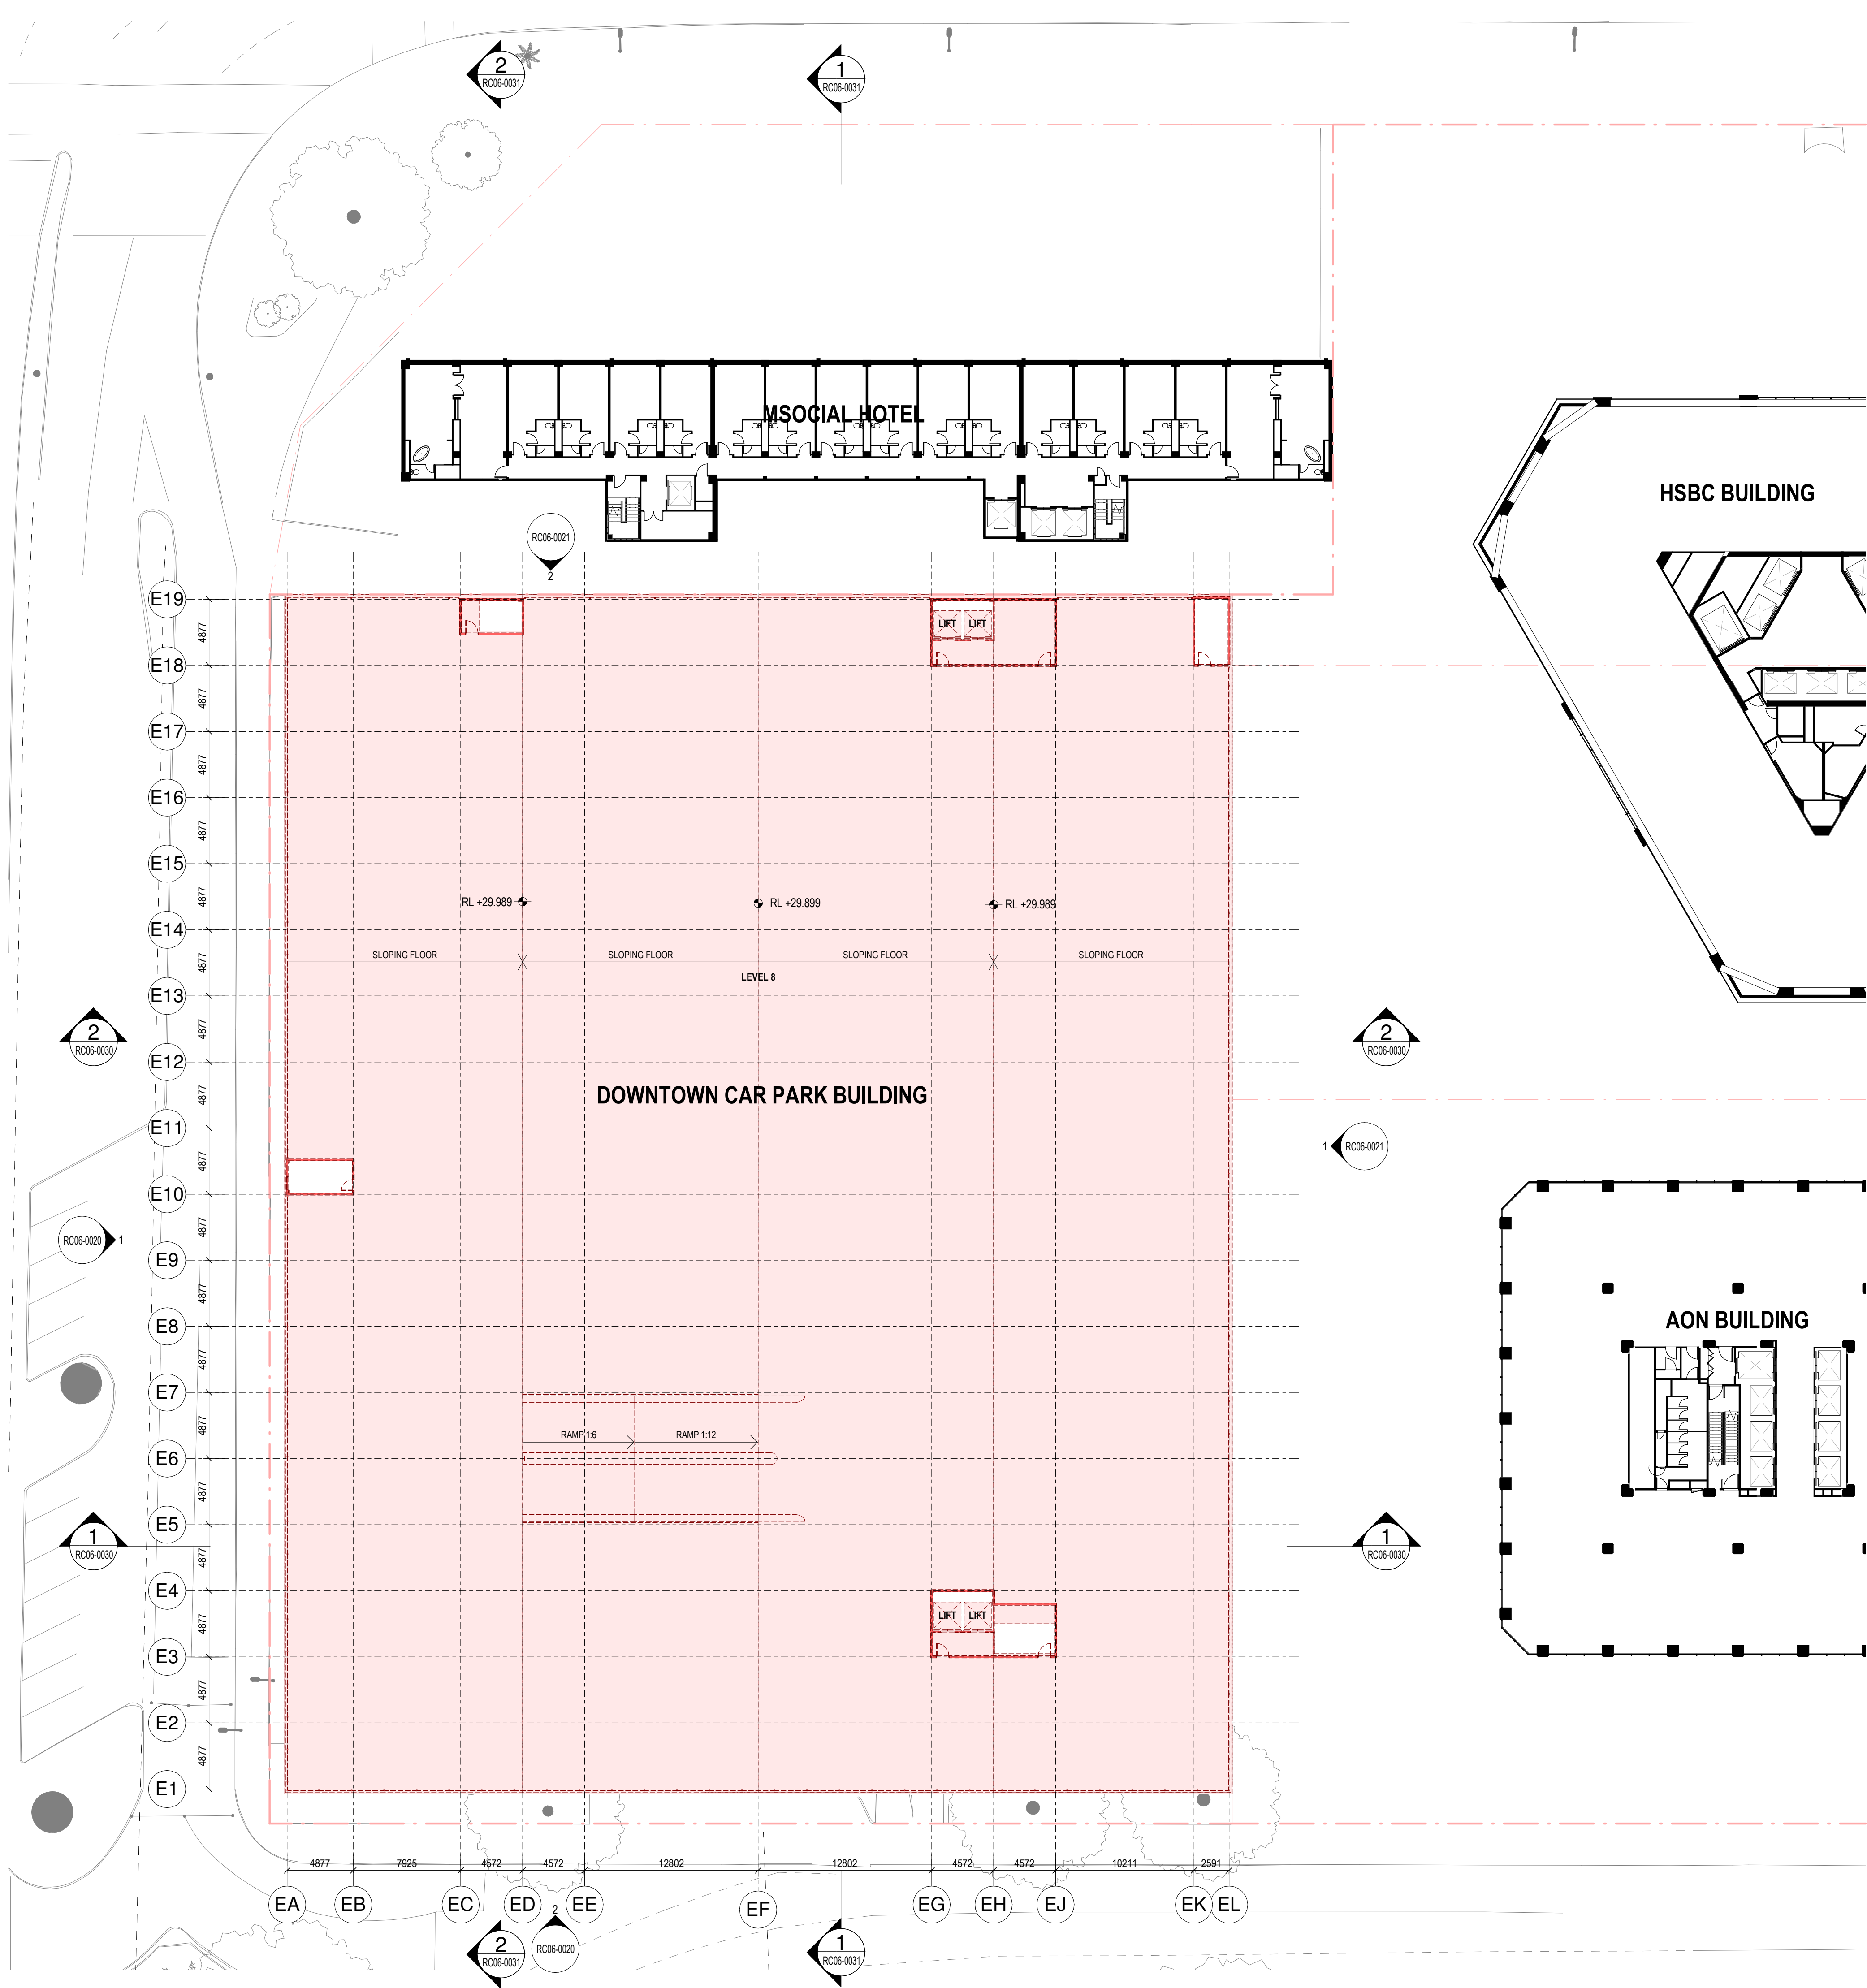 2
RC06-0031
1
RC06-0031
MSOCIAL HOTEL
HSBC BUILDING
RC06-0021
2
E19
4877
LIFT
LIFT
E18
4877
E17
4877
E16
4877
E15
4877
RL +29.989
RL +29.899
RL +29.989
E14
4877
SLOPING FLOOR
SLOPING FLOOR
SLOPING FLOOR
SLOPING FLOOR
LEVEL 8
E13
4877
2
RC06-0030
2
RC06-0030
E12
4877
DOWNTOWN CAR PARK BUILDING
E11
1
RC06-0021
4877
E10
4877
RC06-0020
1
E9
4877
AON BUILDING
E8
4877
E7
4877
RAMP 1:6
RAMP 1:12
E6
4877
E5
1
RC06-0030
1
RC06-0030
4877
E4
4877
LIFT
LIFT
E3
4877
E2
4877
E1
4877
7925
4572
4572
12802
12802
4572
4572
10211
2591
EA
EB
EC
ED
EE
EF
EG
EH
EJ
EK
EL
2
RC06-0031
2
RC06-0020
1
RC06-0031